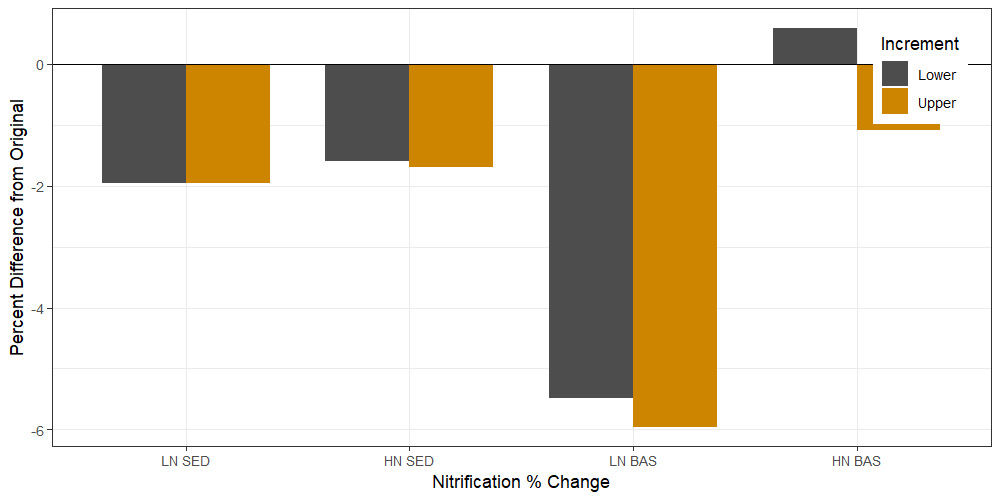 Increment
Lower
Upper
0
-2
-4
-6
Percent Difference from Original
LN SED
HN SED
LN BAS
HN BAS
Nitrification % Change